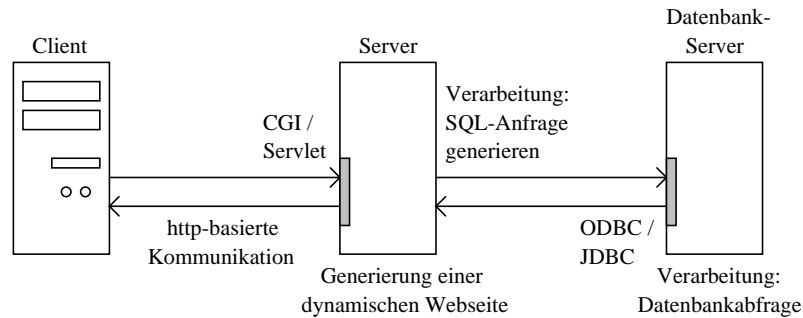 Client
Server
Datenbank-
Server
CGI /
Servlet
Verarbeitung:
SQL-Anfrage
generieren
http-basierte
Kommunikation
ODBC /
JDBC
Generierung einer
dynamischen Webseite
Verarbeitung:
Datenbankabfrage